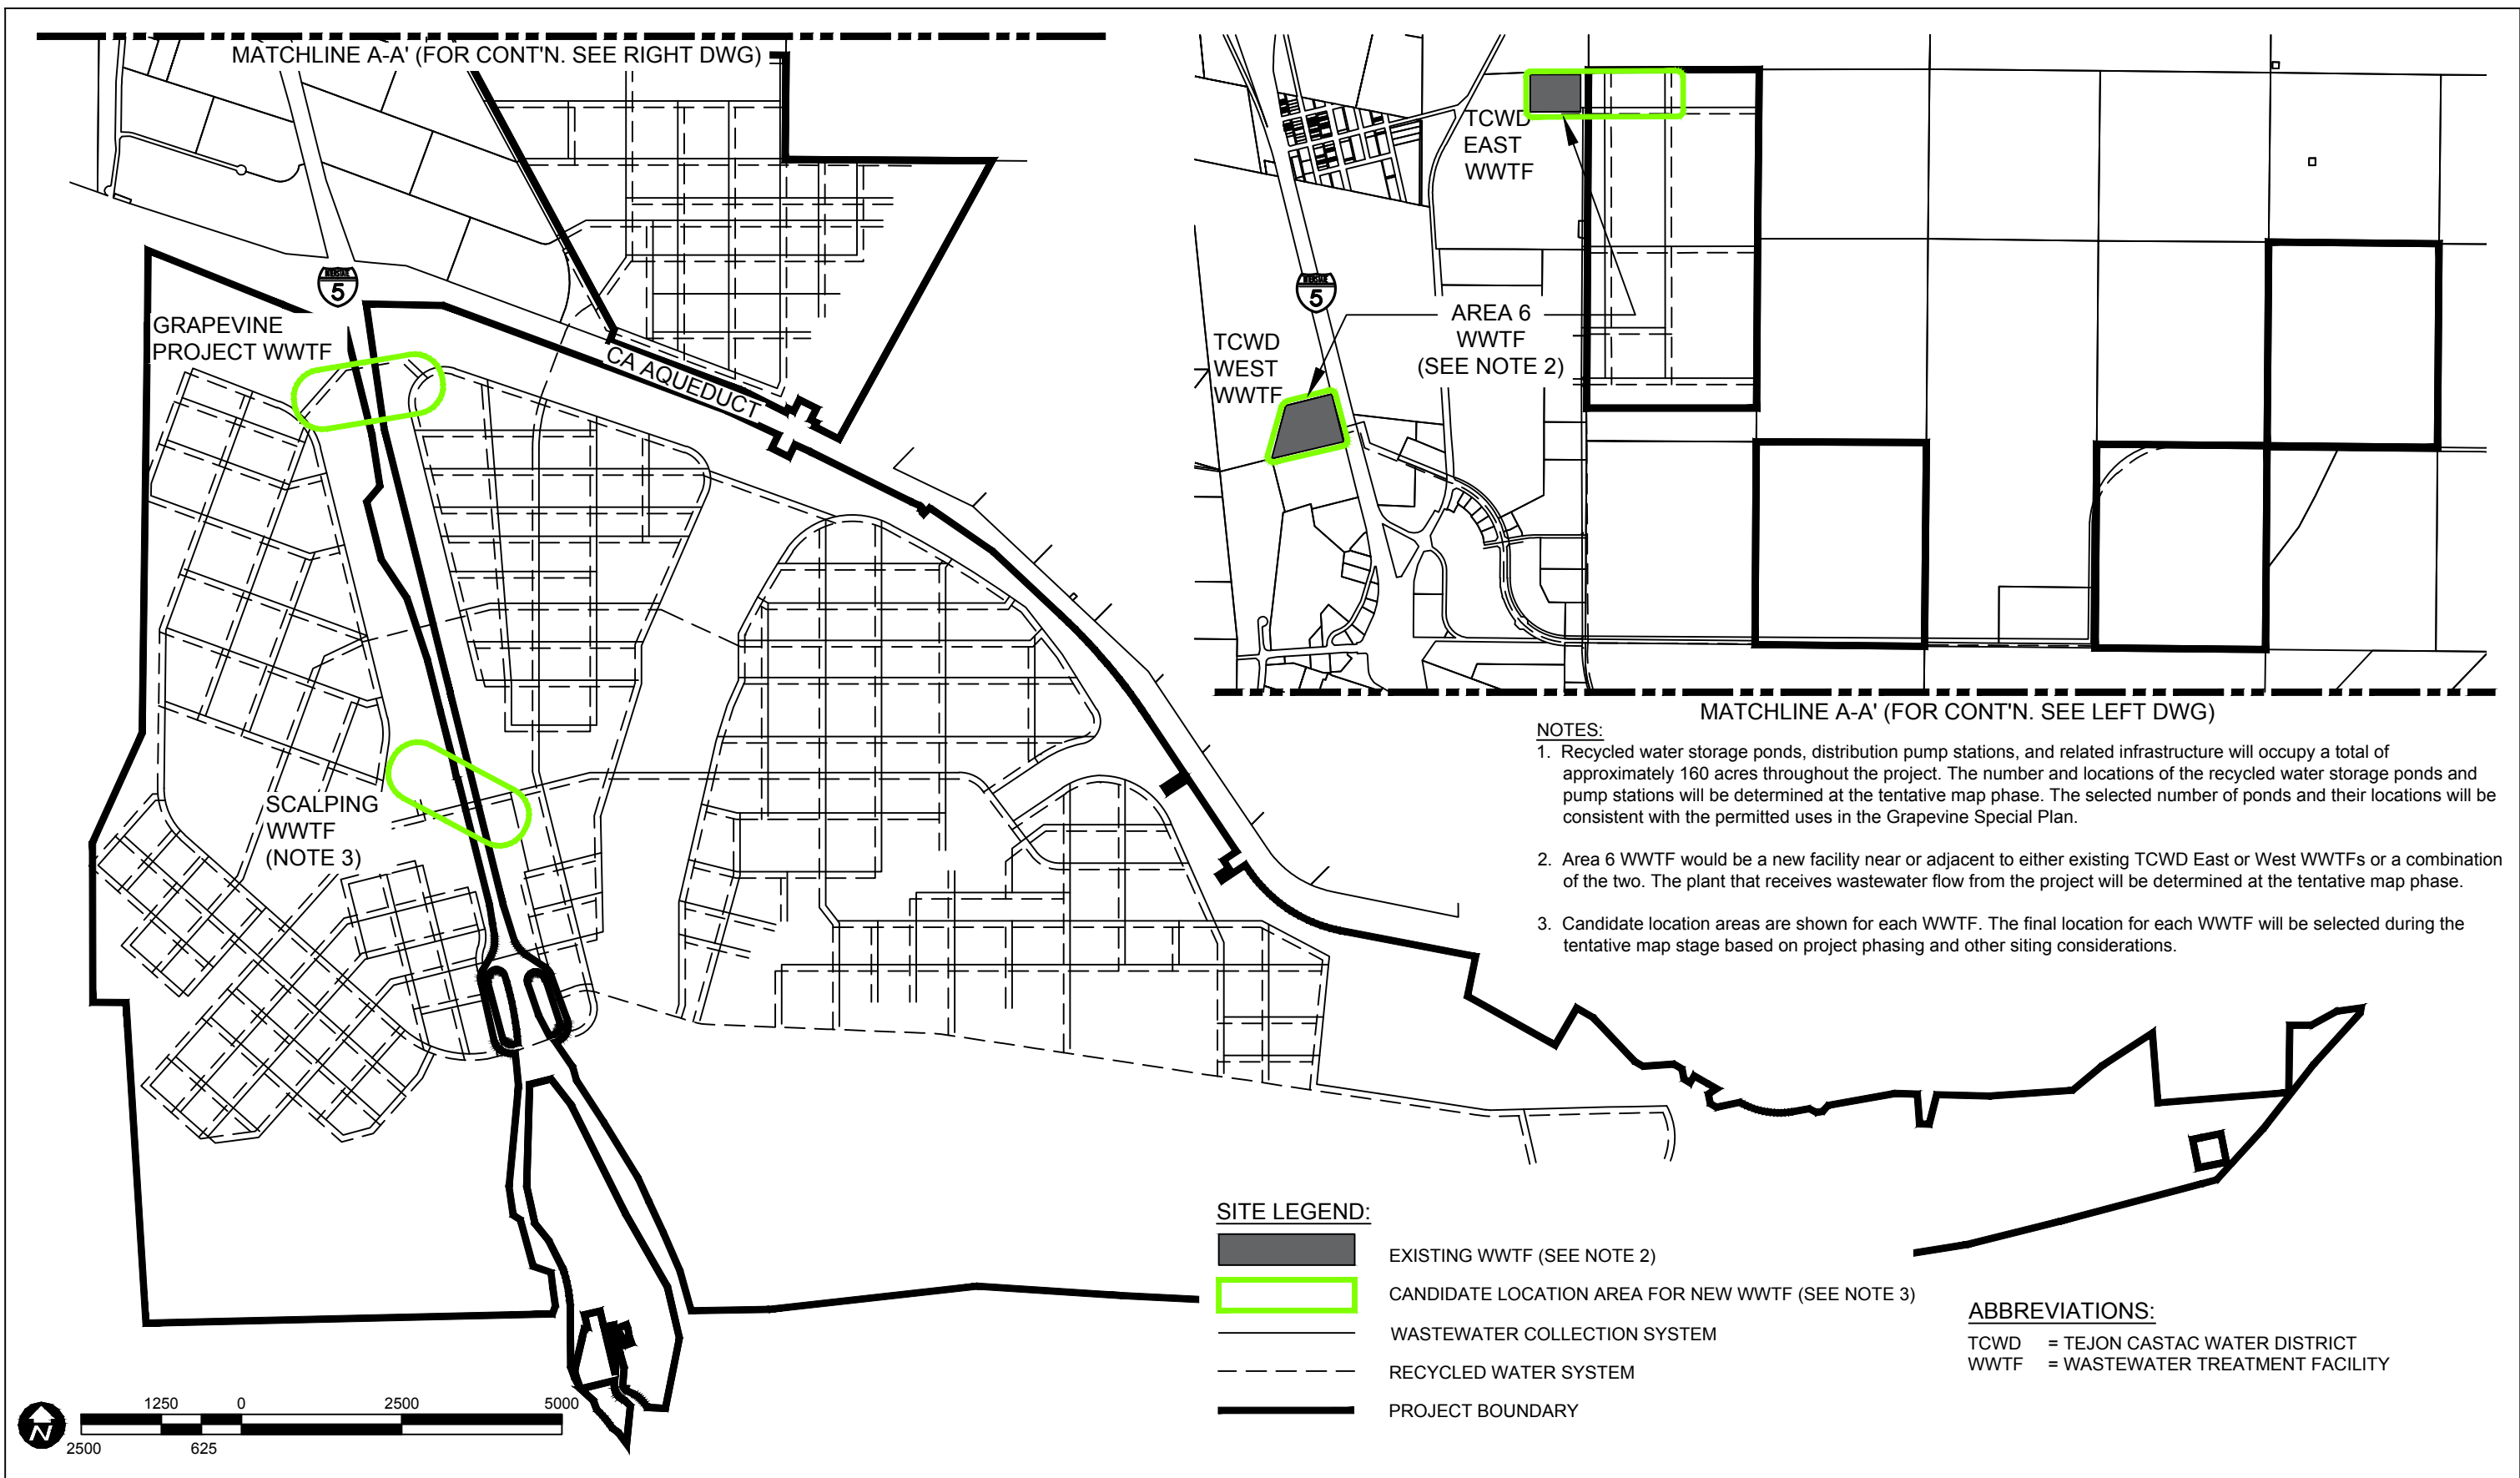 MATCHLINE A-A' (FOR CONT'N. SEE RIGHT DWG)
INTERSTATE
5
GRAPEVINE
PROJECT WWTF
CA AQUEDUCT
SCALPING
WWTF
(NOTE 3)
TCWD
EAST
WWTF
INTERSTATE
5
AREA 6
WWTF
(SEE NOTE 2)
TCWD
WEST
WWTF
MATCHLINE A-A' (FOR CONT'N. SEE LEFT DWG)
NOTES:
1. Recycled water storage ponds, distribution pump stations, and related infrastructure will occupy a total of
approximately 160 acres throughout the project. The number and locations of the recycled water storage ponds and
pump stations will be determined at the tentative map phase. The selected number of ponds and their locations will be
consistent with the permitted uses in the Grapevine Special Plan.
2. Area 6 WWTF would be a new facility near or adjacent to either existing TCWD East or West WWTFs or a combination
of the two. The plant that receives wastewater flow from the project will be determined at the tentative map phase.
3. Candidate location areas are shown for each WWTF. The final location for each WWTF will be selected during the
tentative map stage based on project phasing and other siting considerations.
SITE LEGEND:
EXISTING WWTF (SEE NOTE 2)
CANDIDATE LOCATION AREA FOR NEW WWTF (SEE NOTE 3)
WASTEWATER COLLECTION SYSTEM
RECYCLED WATER SYSTEM
PROJECT BOUNDARY
ABBREVIATIONS:
TCWD = TEJON CASTAC WATER DISTRICT
WWTF = WASTEWATER TREATMENT FACILITY
N
1250 0 2500 5000
2500 625